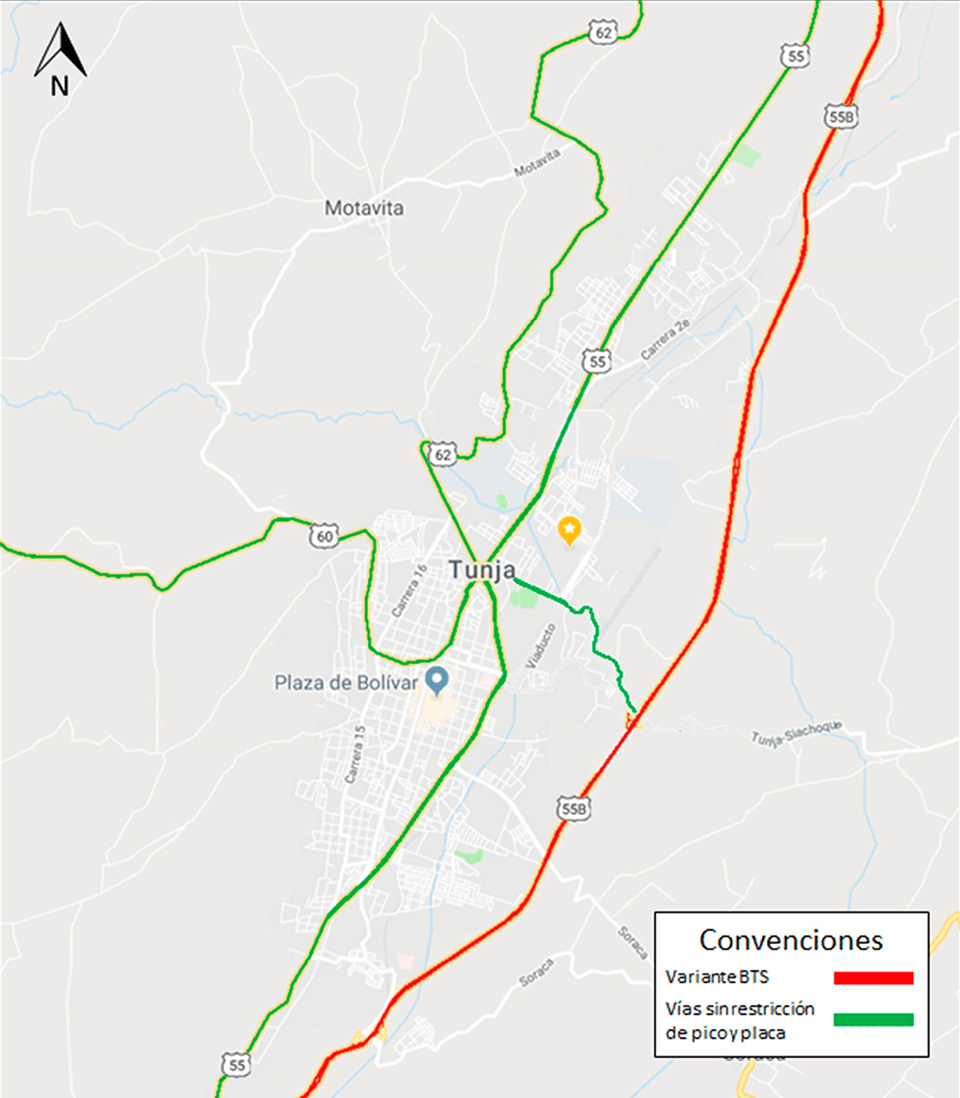 62
55
N
55B
Motavita
Motavita
Carrera 2e
55
62
60
Tunja
Carrera 16
Viaducto
Plaza de Bolívar
Tunja-Siachoque
Carrera 15
55B
Soraca
Soraca
55
Convenciones
Variante BTS
Vías sin restricción
de pico y placa